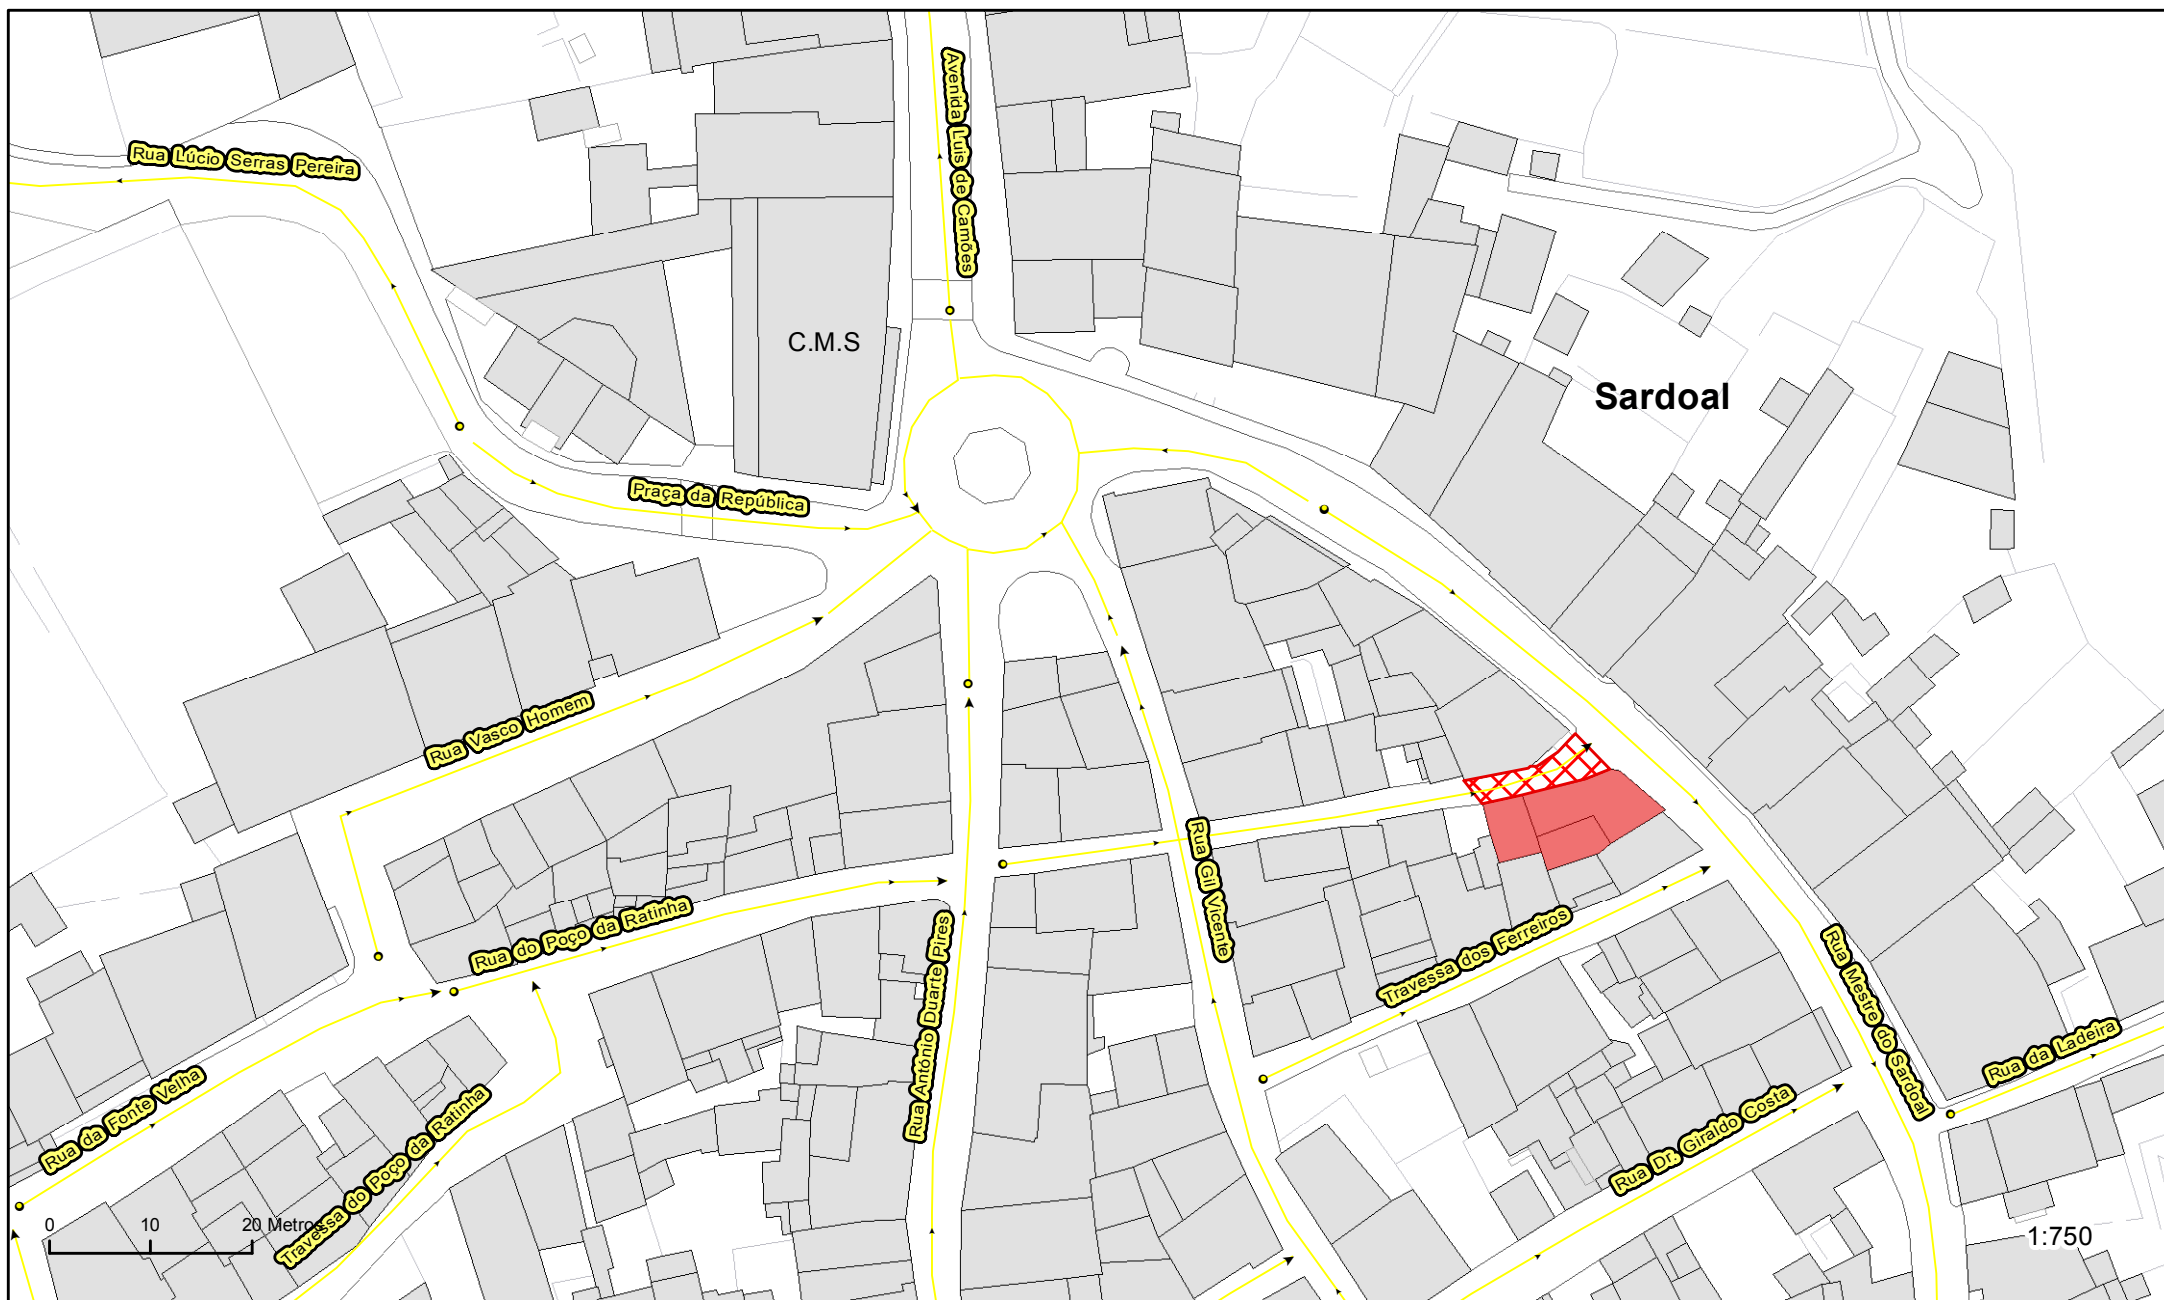 Avenida Luis de Camões
Rua Lúcio Serras Pereira
C.M.S
Sardoal
Praça da República
Rua Vasco Homem
Rua Gil Vicente
Rua do Poço da Ratinha
Travessa dos Ferreiros
Rua António Duarte Pires
Rua Mestre do Sardoal
Rua da Ladeira
Rua da Fonte Velha
Travessa do Poço da Ratinha
Rua Dr. Giraldo Costa
0 10 20 Metros
1:750